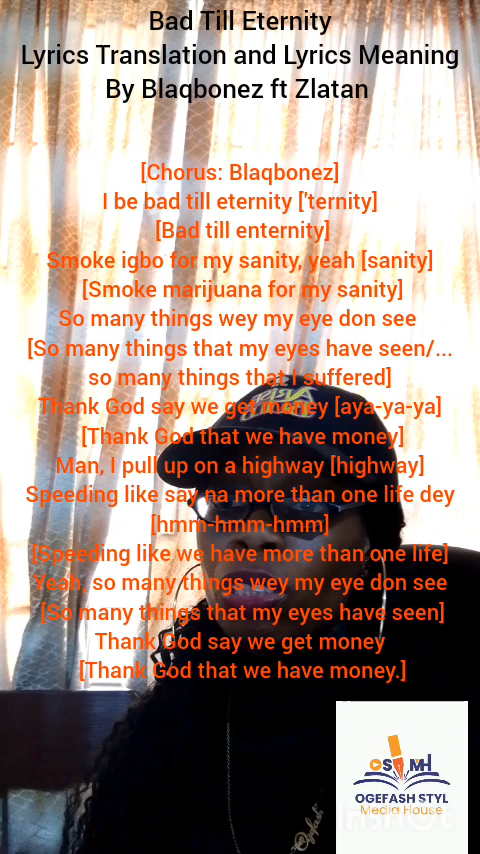 Bad Till Eternity
Lyrics Translation and Lyrics Meaning
By Blaqbonez ft Zlatan
[Chorus: Blaqbonez]
I be bad till eternity ['ternity]
[Bad till enternity]
Smoke igbo for my sanity, yeah [sanity]
[Smoke marijuana for my sanity]
So many things wey my eye don see
[So many things that my eyes have seen/...
so many things that I suffered]
Thank God say we get money [aya-ya-ya]
[Thank God that we have money]
Man, I pull up on a highway [highway]
Speeding like say na more than one life dey
[hmm-hmm-hmm]
[Speeding like we have more than one life]
Yeah, so many things wey my eye don see
[So many things that my eyes have seen]
Thank God say we get money
[Thank God that we have money.]
OSMH
OGEFASH STYL
Media House
InShOt
Ogefash